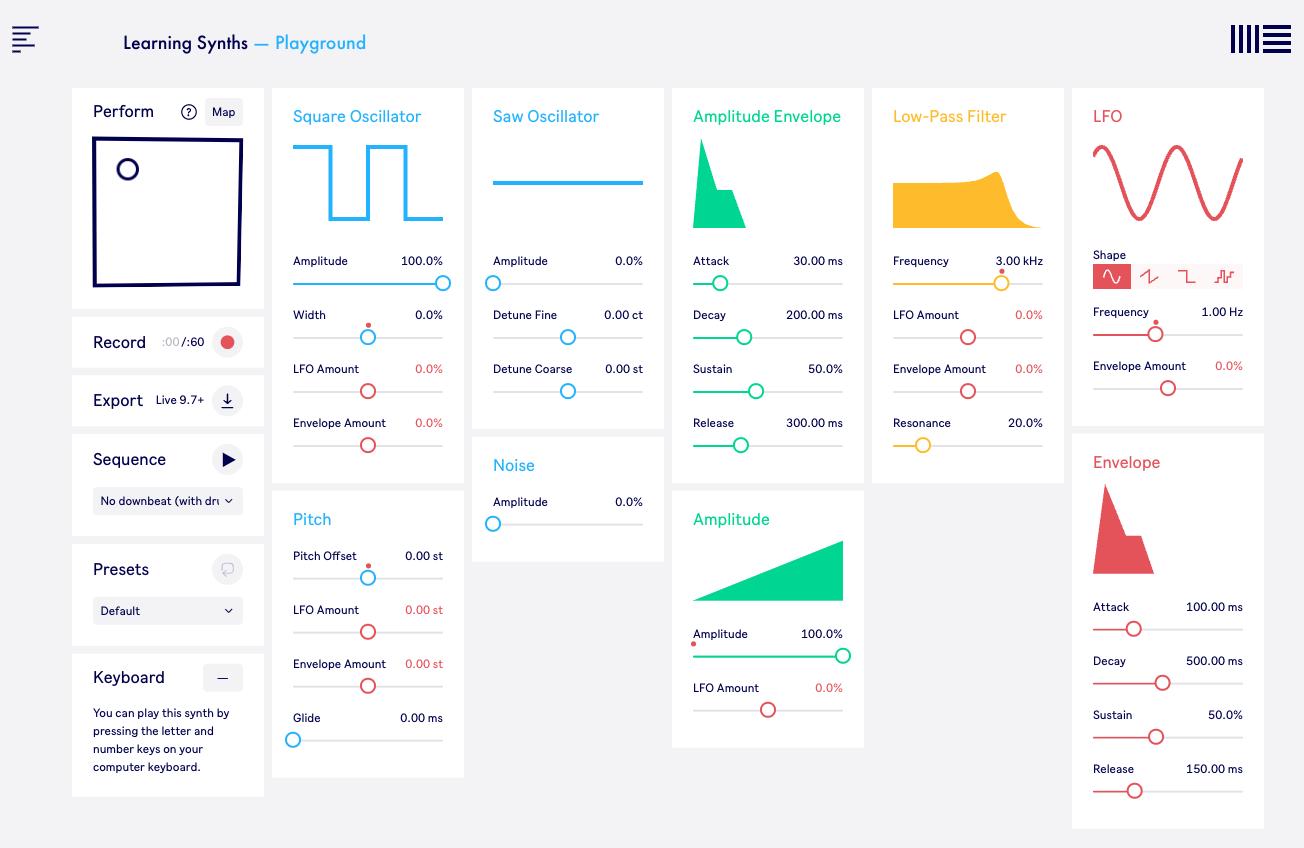 Learning Synths — Playground
Perform
?
Map
Record
:00/:60
Export
Live 9.7+
Sequence
No downbeat (with dru
Presets
Default
Keyboard
You can play this synth by
pressing the letter and
number keys on your
computer keyboard.
Square Oscillator
Amplitude 100.0%
Width 0.0%
LFO Amount 0.0%
Envelope Amount 0.0%
Pitch
Pitch Offset 0.00 st
LFO Amount 0.00 st
Envelope Amount 0.00 st
Glide 0.00 ms
Saw Oscillator
Amplitude 0.0%
Detune Fine 0.00 ct
Detune Coarse 0.00 st
Noise
Amplitude 0.0%
Amplitude Envelope
Attack 30.00 ms
Decay 200.00 ms
Sustain 50.0%
Release 300.00 ms
Amplitude
Amplitude 100.0%
LFO Amount 0.0%
Low-Pass Filter
Frequency 3.00 kHz
LFO Amount 0.0%
Envelope Amount 0.0%
Resonance 20.0%
LFO
Shape
Frequency 1.00 Hz
Envelope Amount 0.0%
Envelope
Attack 100.00 ms
Decay 500.00 ms
Sustain 50.0%
Release 150.00 ms